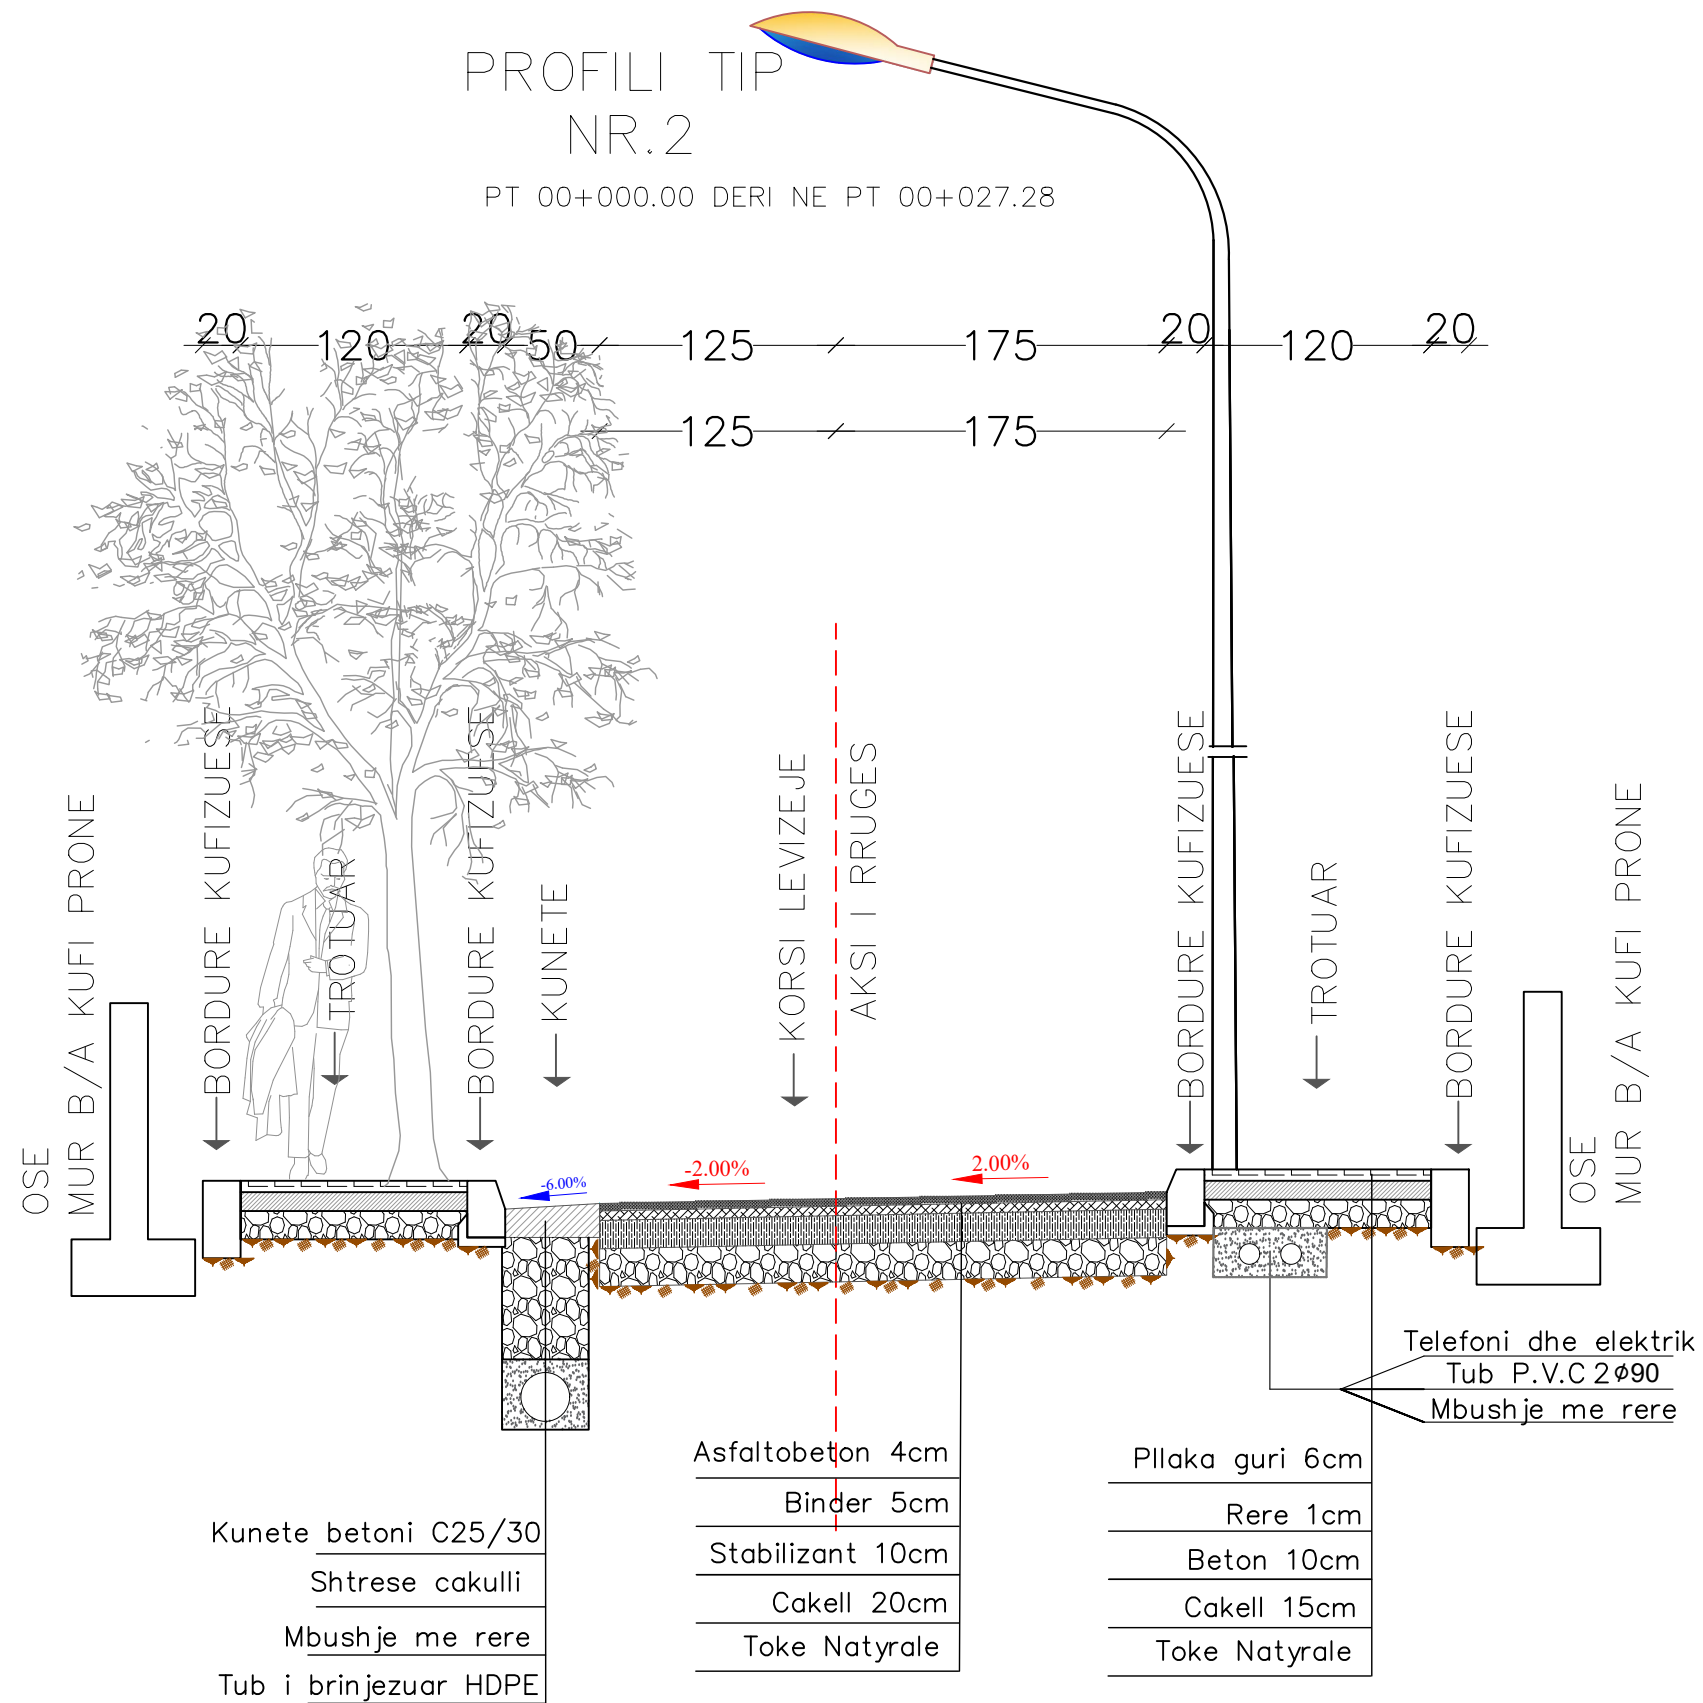 PROFILI TIP
NR.2
PT 00+000.00 DERI NE PT 00+027.28
20 120 20 50 125 175 20 120 20
125 175
OSE
MUR B/A KUFI PRONE
BORDURE KUFIZUESE
TROTUAR
BORDURE KUFIZUESE
KUNETE
KORSI LEVIZEJE
AKSI I RRUGES
BORDURE KUFIZUESE
TROTUAR
BORDURE KUFIZUESE
OSE
MUR B/A KUFI PRONE
-6.00%
-2.00%
2.00%
Telefoni dhe elektrik
Tub P.V.C 2ø90
Mbushje me rere
Kunete betoni C25/30
Shtrese cakulli
Mbushje me rere
Tub i brinjezuar HDPE
Asfaltobeton 4cm
Binder 5cm
Stabilizant 10cm
Cakell 20cm
Toke Natyrale
Pllaka guri 6cm
Rere 1cm
Beton 10cm
Cakell 15cm
Toke Natyrale